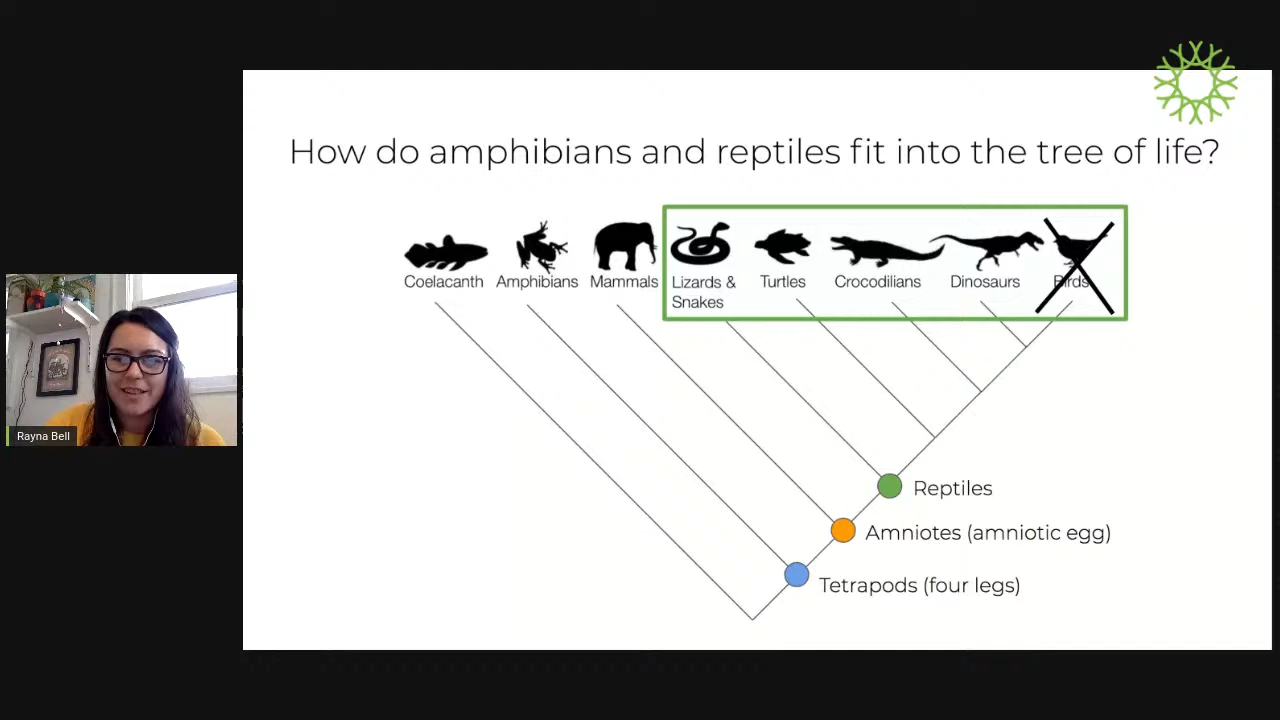 How do amphibians and reptiles fit into the tree of life?
Coelacanth Amphibians Mammals Lizards & Snakes Turtles Crocodilians Dinosaurs Birds
Rayna Bell
Reptiles
Amniotes (amniotic egg)
Tetrapods (four legs)